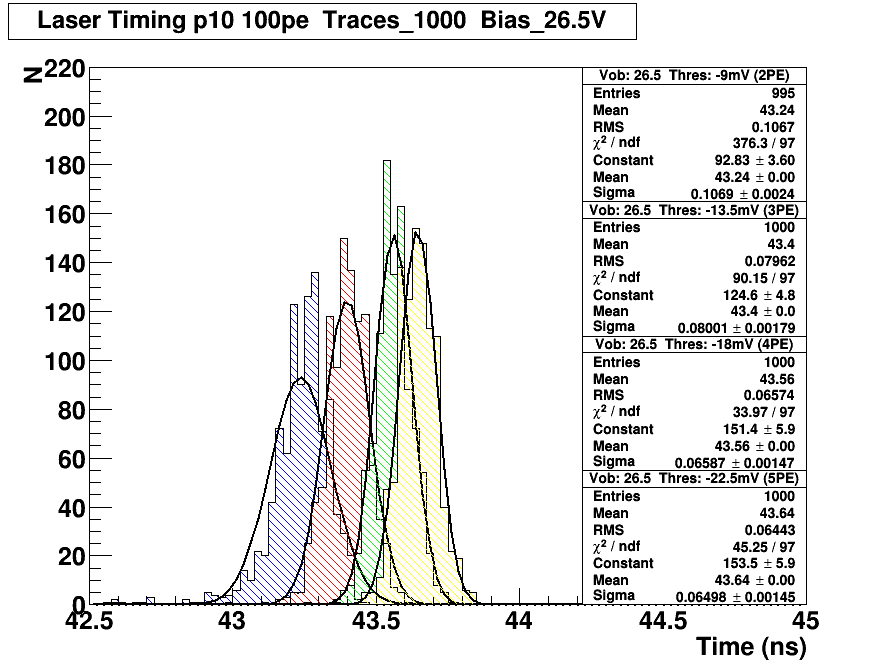 Laser Timing p10 100pe Traces_1000 Bias_26.5V
N
220
200
180
160
140
120
100
80
60
40
20
0
42.5 43 43.5 44 44.5 45
Time (ns)
Vob: 26.5 Thres: -9mV (2PE)
Entries 995
Mean 43.24
RMS 0.1067
χ² / ndf 376.3 / 97
Constant 92.83 ± 3.60
Mean 43.24 ± 0.00
Sigma 0.1069 ± 0.0024
Vob: 26.5 Thres: -13.5mV (3PE)
Entries 1000
Mean 43.4
RMS 0.07962
χ² / ndf 90.15 / 97
Constant 124.6 ± 4.8
Mean 43.4 ± 0.0
Sigma 0.08001 ± 0.00179
Vob: 26.5 Thres: -18mV (4PE)
Entries 1000
Mean 43.56
RMS 0.06574
χ² / ndf 33.97 / 97
Constant 151.4 ± 5.9
Mean 43.56 ± 0.00
Sigma 0.06587 ± 0.00147
Vob: 26.5 Thres: -22.5mV (5PE)
Entries 1000
Mean 43.64
RMS 0.06443
χ² / ndf 45.25 / 97
Constant 153.5 ± 5.9
Mean 43.64 ± 0.00
Sigma 0.06498 ± 0.00145